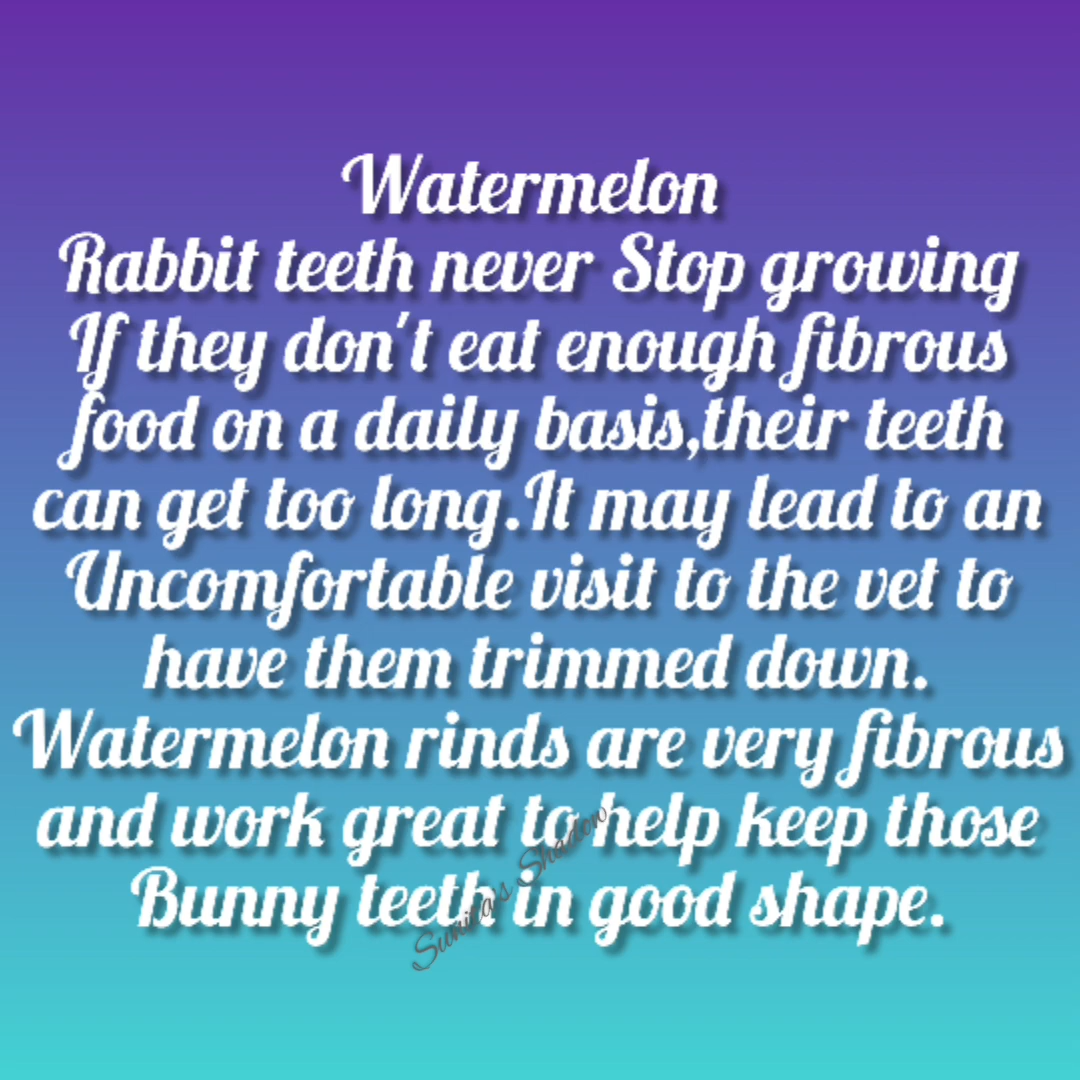 Watermelon
Rabbit teeth never Stop growing
If they don't eat enough fibrous
food on a daily basis,their teeth
can get too long.It may lead to an
Uncomfortable visit to the vet to
have them trimmed down.
Watermelon rinds are very fibrous
and work great to help keep those
Bunny teeth in good shape.
Sunita's Shadow